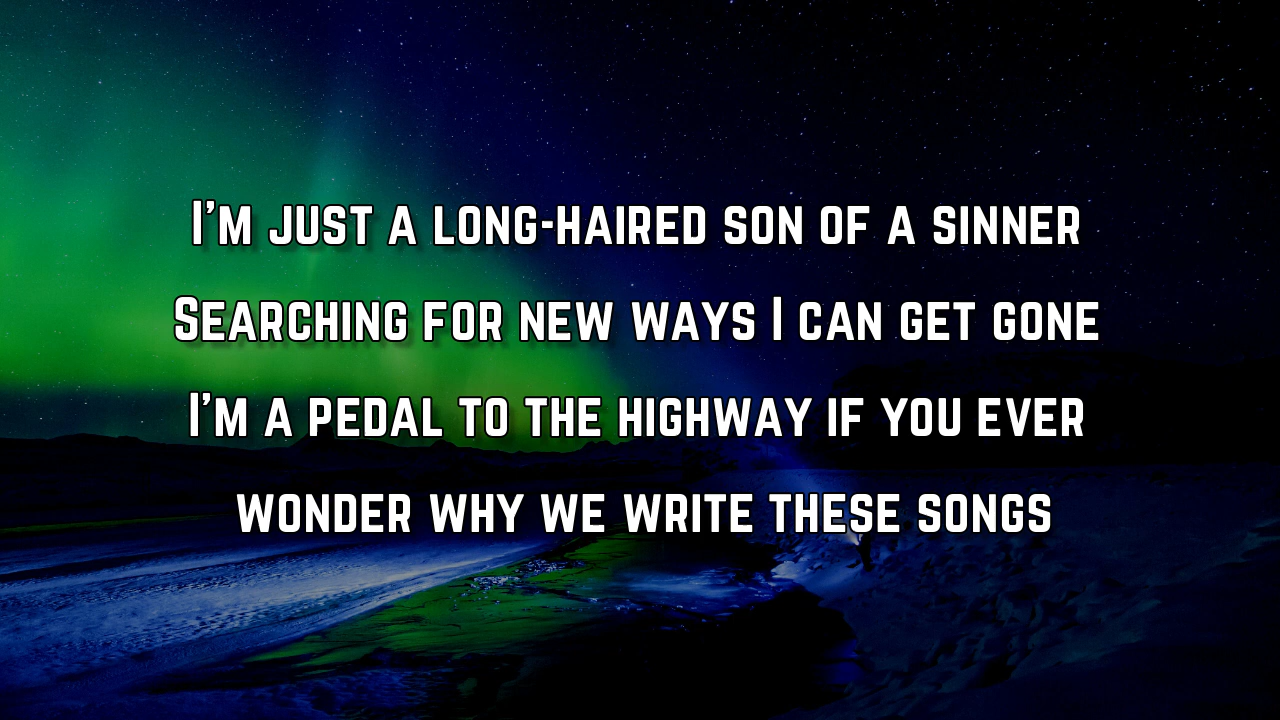 I'm just a long-haired son of a sinner
Searching for new ways I can get gone
I'm a pedal to the highway if you ever
wonder why we write these songs